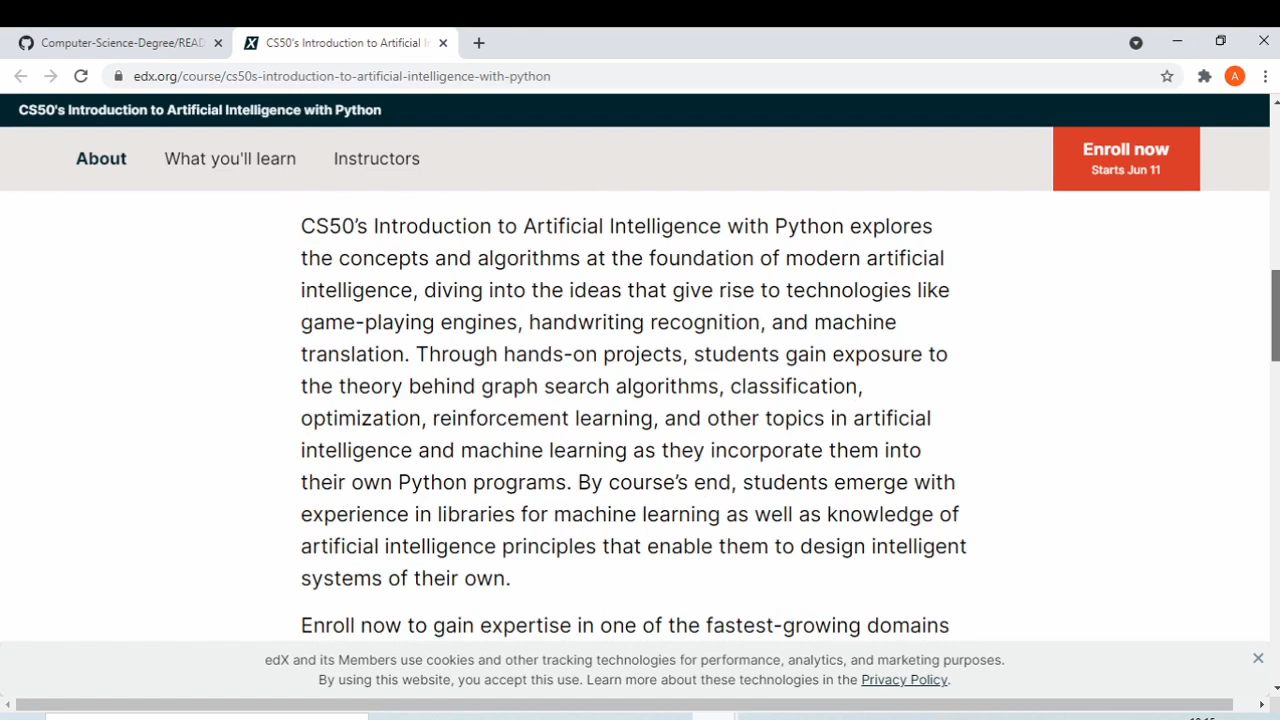 Computer-Science-Degree/READ
CS50's Introduction to Artificial In
edx.org/course/cs50s-introduction-to-artificial-intelligence-with-python
A
CS50's Introduction to Artificial Intelligence with Python
About
What you'll learn
Instructors
Enroll now
Starts Jun 11
CS50’s Introduction to Artificial Intelligence with Python explores
the concepts and algorithms at the foundation of modern artificial
intelligence, diving into the ideas that give rise to technologies like
game-playing engines, handwriting recognition, and machine
translation. Through hands-on projects, students gain exposure to
the theory behind graph search algorithms, classification,
optimization, reinforcement learning, and other topics in artificial
intelligence and machine learning as they incorporate them into
their own Python programs. By course’s end, students emerge with
experience in libraries for machine learning as well as knowledge of
artificial intelligence principles that enable them to design intelligent
systems of their own.
Enroll now to gain expertise in one of the fastest-growing domains
edX and its Members use cookies and other tracking technologies for performance, analytics, and marketing purposes.
By using this website, you accept this use. Learn more about these technologies in the Privacy Policy.